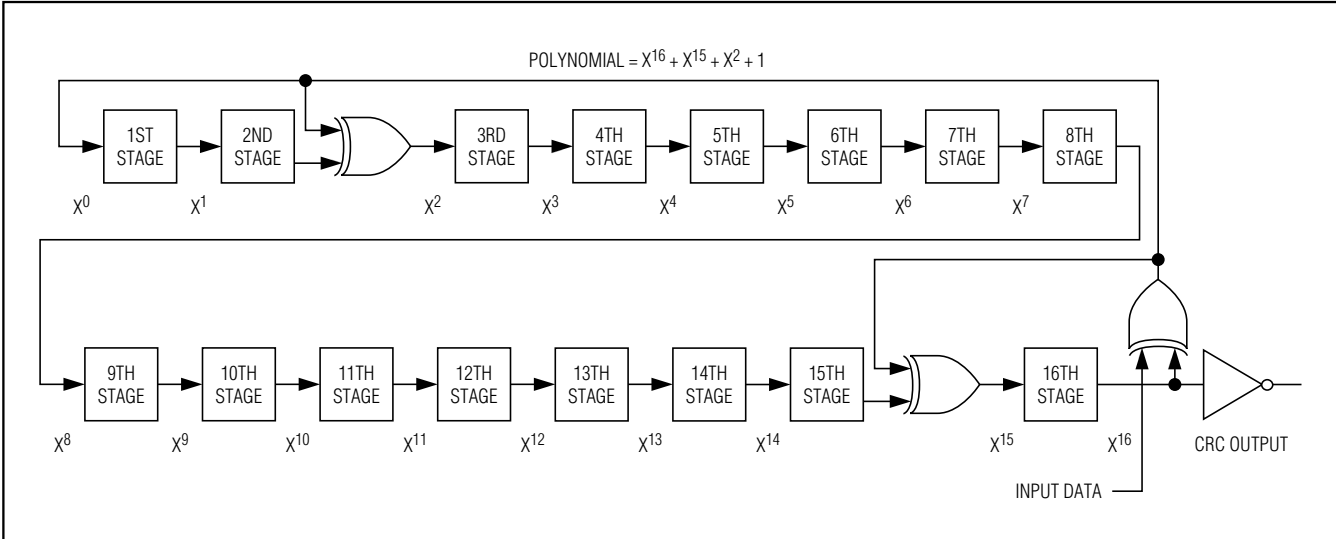 POLYNOMIAL = X¹⁶ + X¹⁵ + X² + 1
1ST STAGE
2ND STAGE
3RD STAGE
4TH STAGE
5TH STAGE
6TH STAGE
7TH STAGE
8TH STAGE
X⁰ X¹ X² X³ X⁴ X⁵ X⁶ X⁷
9TH STAGE
10TH STAGE
11TH STAGE
12TH STAGE
13TH STAGE
14TH STAGE
15TH STAGE
16TH STAGE
X⁸ X⁹ X¹⁰ X¹¹ X¹² X¹³ X¹⁴ X¹⁵ X¹⁶ CRC OUTPUT
INPUT DATA